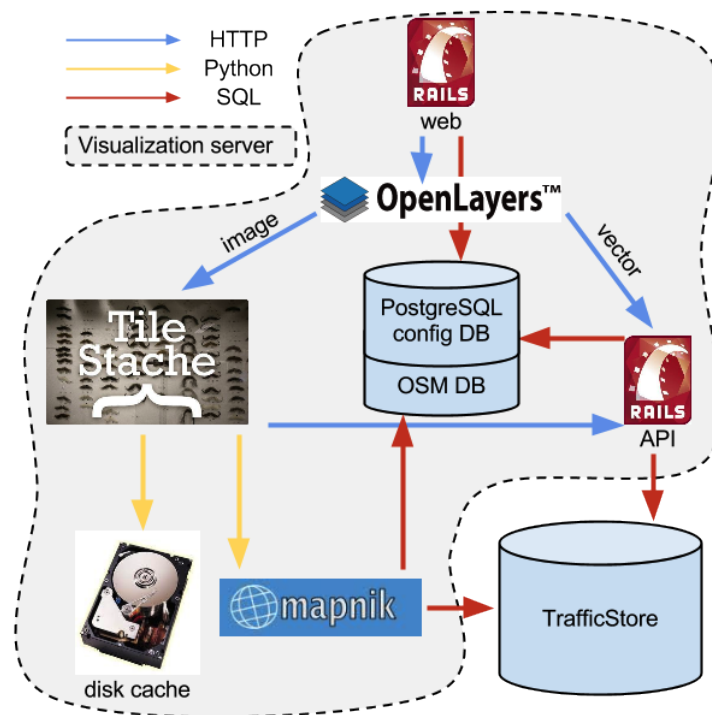 HTTP
Python
SQL
Visualization server
RAILS
web
OpenLayers™
image
vector
Tile
Stache
PostgreSQL
config DB
OSM DB
RAILS
API
mapnik
TrafficStore
disk cache